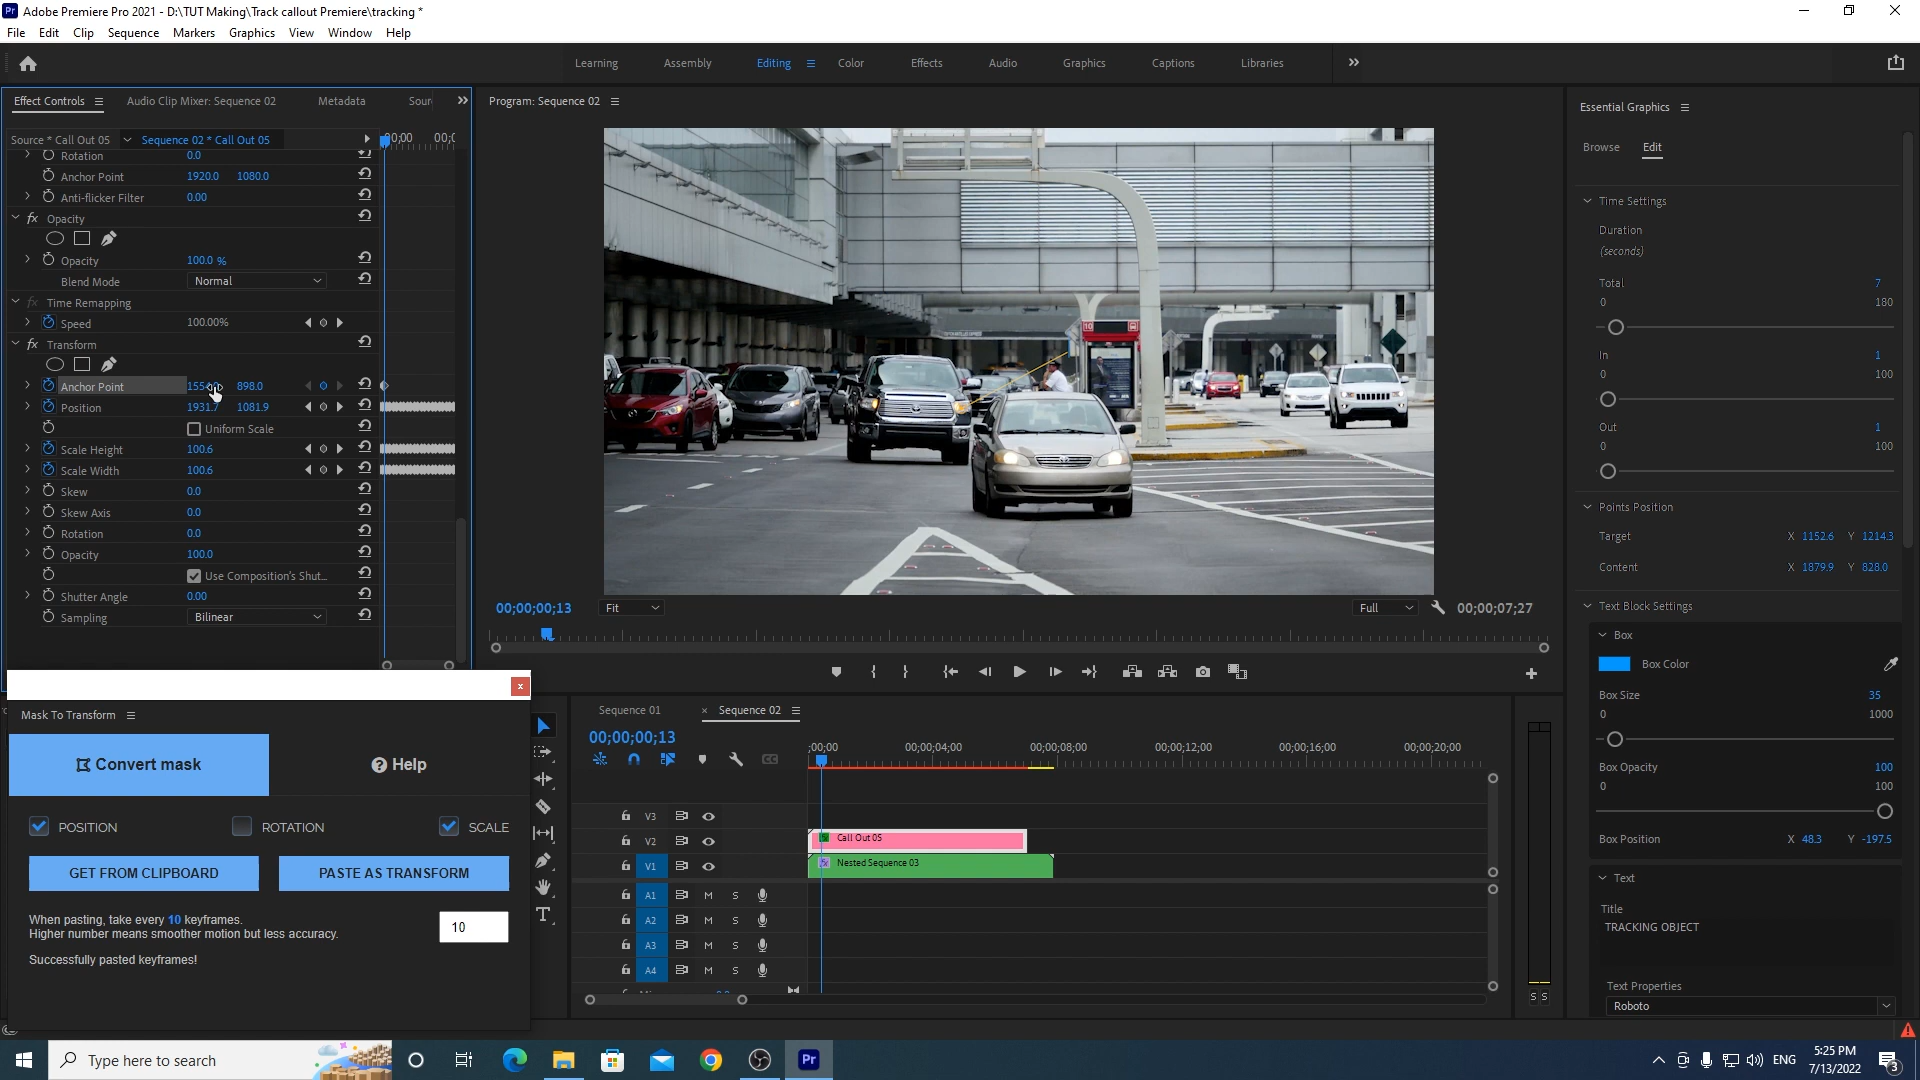 Adobe Premiere Pro 2021 - D:\TUT Making\Track callout Premiere\tracking *
File Edit Clip Sequence Markers Graphics View Window Help
Learning Assembly Editing Color Effects Audio Graphics Captions Libraries
Effect Controls Audio Clip Mixer: Sequence 02 Metadata
Program: Sequence 02
Essential Graphics
Source * Call Out 05 Sequence 02 * Call Out 05
Browse Edit
Rotation 0.0
Anchor Point 1920.0 1080.0
Anti-flicker Filter 0.00
fx Opacity
Opacity 100.0 %
Blend Mode Normal
fx Time Remapping
Speed 100.00%
fx Transform
Anchor Point 898.0
Position 1931.7 1081.9
Uniform Scale
Scale Height 100.6
Scale Width 100.6
Skew 0.0
Skew Axis 0.0
Rotation 0.0
Opacity 100.0
Use Composition's Shut...
Shutter Angle 0.00
Sampling Bilinear
10
00;00;00;13 Fit Full 00;00;07;27
Time Settings
Duration
(seconds)
Total 7
0 180
In 1
0 100
Out 1
0 100
Points Position
Target X 1152.6 Y 1214.3
Content X 1879.9 Y 828.0
Text Block Settings
Box
Box Color
Box Size 35
0 1000
Box Opacity 100
0 100
Box Position X 48.3 Y -197.5
Text
Title
TRACKING OBJECT
Text Properties
Roboto
Mask To Transform
Convert mask Help
POSITION ROTATION SCALE
GET FROM CLIPBOARD PASTE AS TRANSFORM
When pasting, take every 10 keyframes.
Higher number means smoother motion but less accuracy.
10
Successfully pasted keyframes!
Sequence 01 × Sequence 02
00;00;00;13
;00;00 00;00;04;00 00;00;08;00 00;00;12;00 00;00;16;00 00;00;20;00
V3
V2 Call Out 05
V1 Nested Sequence 03
A1 M S
A2 M S
A3 M S
A4 M S
S S
Type here to search
Pr
ENG
5:25 PM
7/13/2022
3